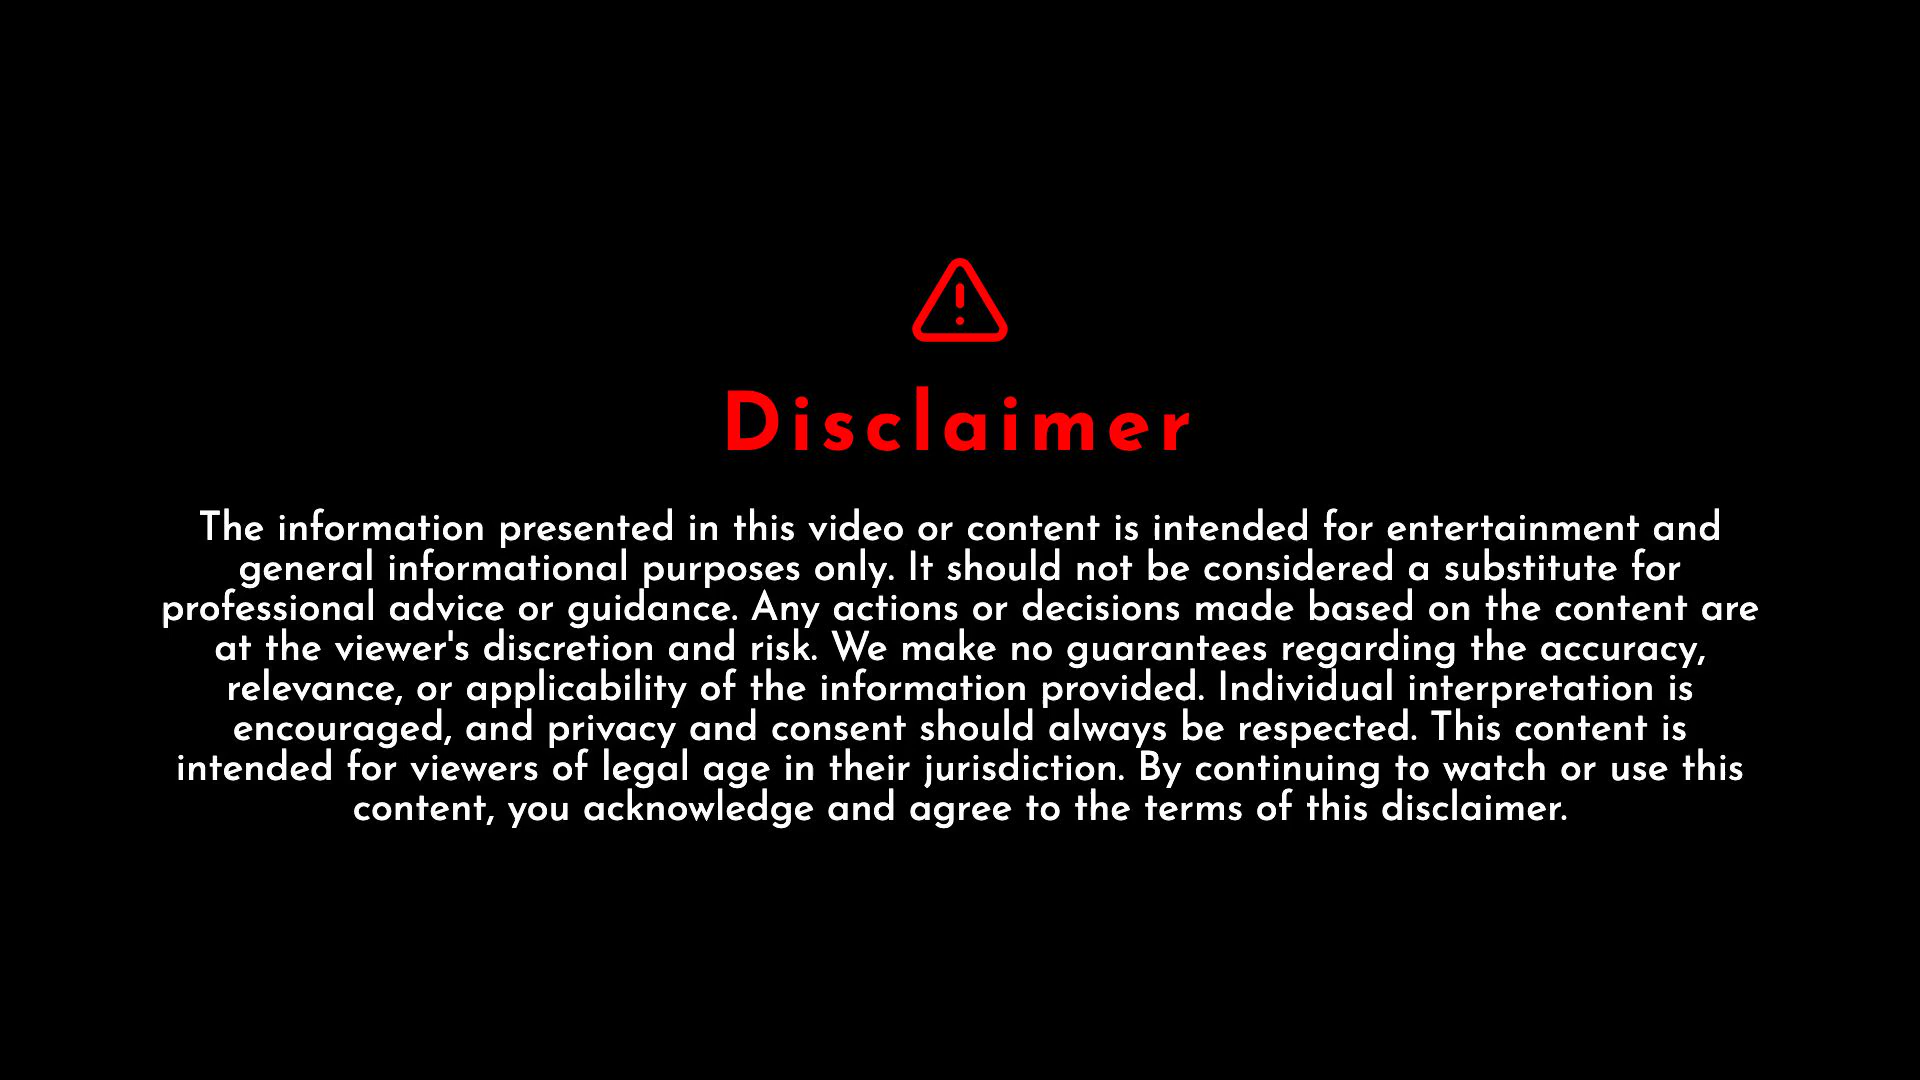 Disclaimer
The information presented in this video or content is intended for entertainment and
general informational purposes only. It should not be considered a substitute for
professional advice or guidance. Any actions or decisions made based on the content are
at the viewer's discretion and risk. We make no guarantees regarding the accuracy,
relevance, or applicability of the information provided. Individual interpretation is
encouraged, and privacy and consent should always be respected. This content is
intended for viewers of legal age in their jurisdiction. By continuing to watch or use this
content, you acknowledge and agree to the terms of this disclaimer.